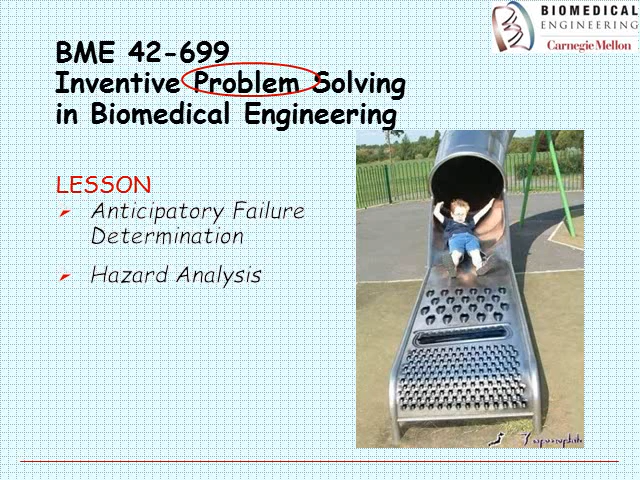 BIOMEDICAL
ENGINEERING
Carnegie Mellon
BME 42-699
Inventive Problem Solving
in Biomedical Engineering
LESSON
Anticipatory Failure
Determination
Hazard Analysis